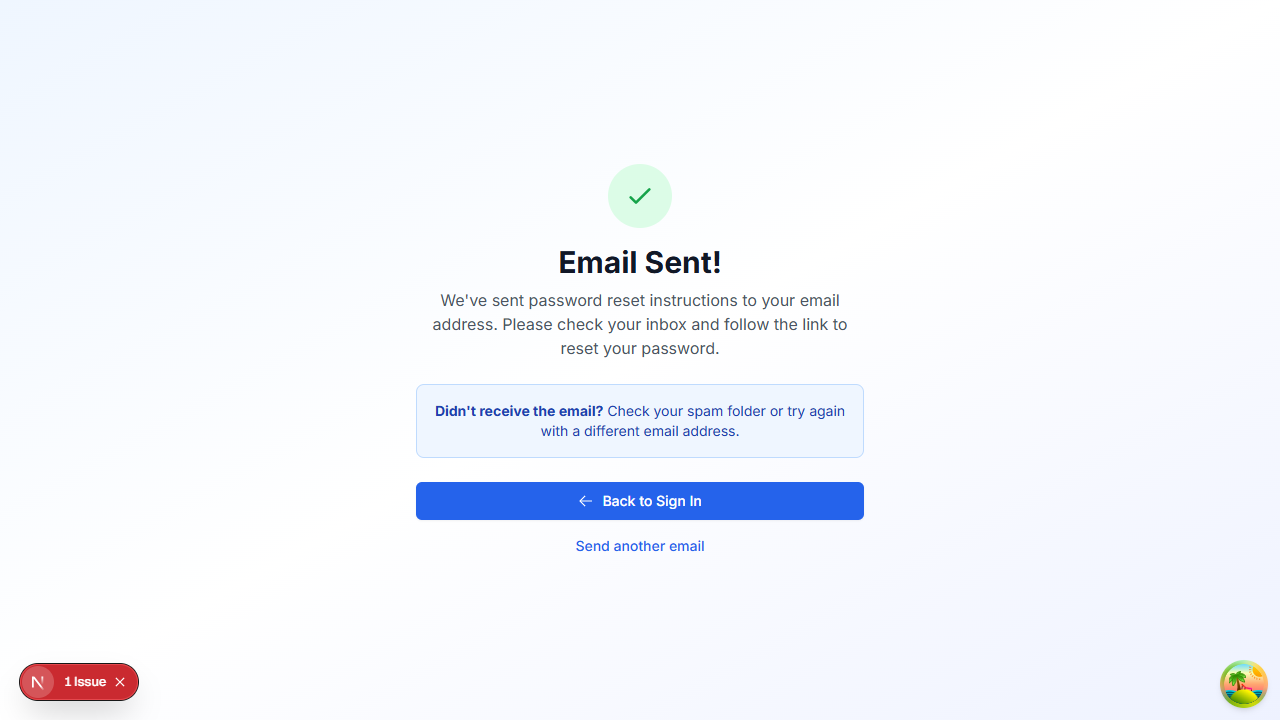 Email Sent!
We've sent password reset instructions to your email
address. Please check your inbox and follow the link to
reset your password.
Didn't receive the email? Check your spam folder or try again
with a different email address.
Back to Sign In
Send another email
N
1 Issue